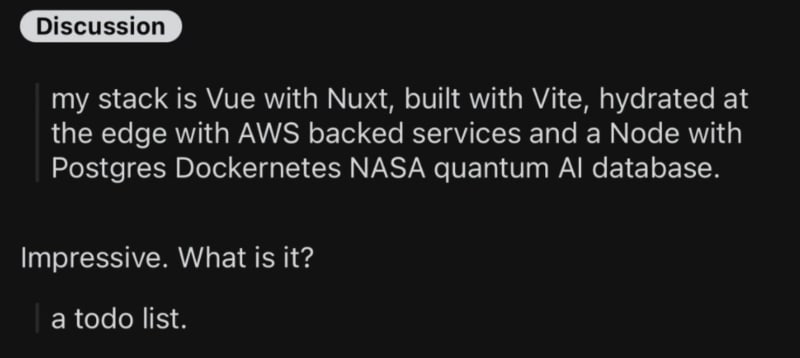 Discussion
my stack is Vue with Nuxt, built with Vite, hydrated at
the edge with AWS backed services and a Node with
Postgres Dockernetes NASA quantum AI database.
Impressive. What is it?
a todo list.